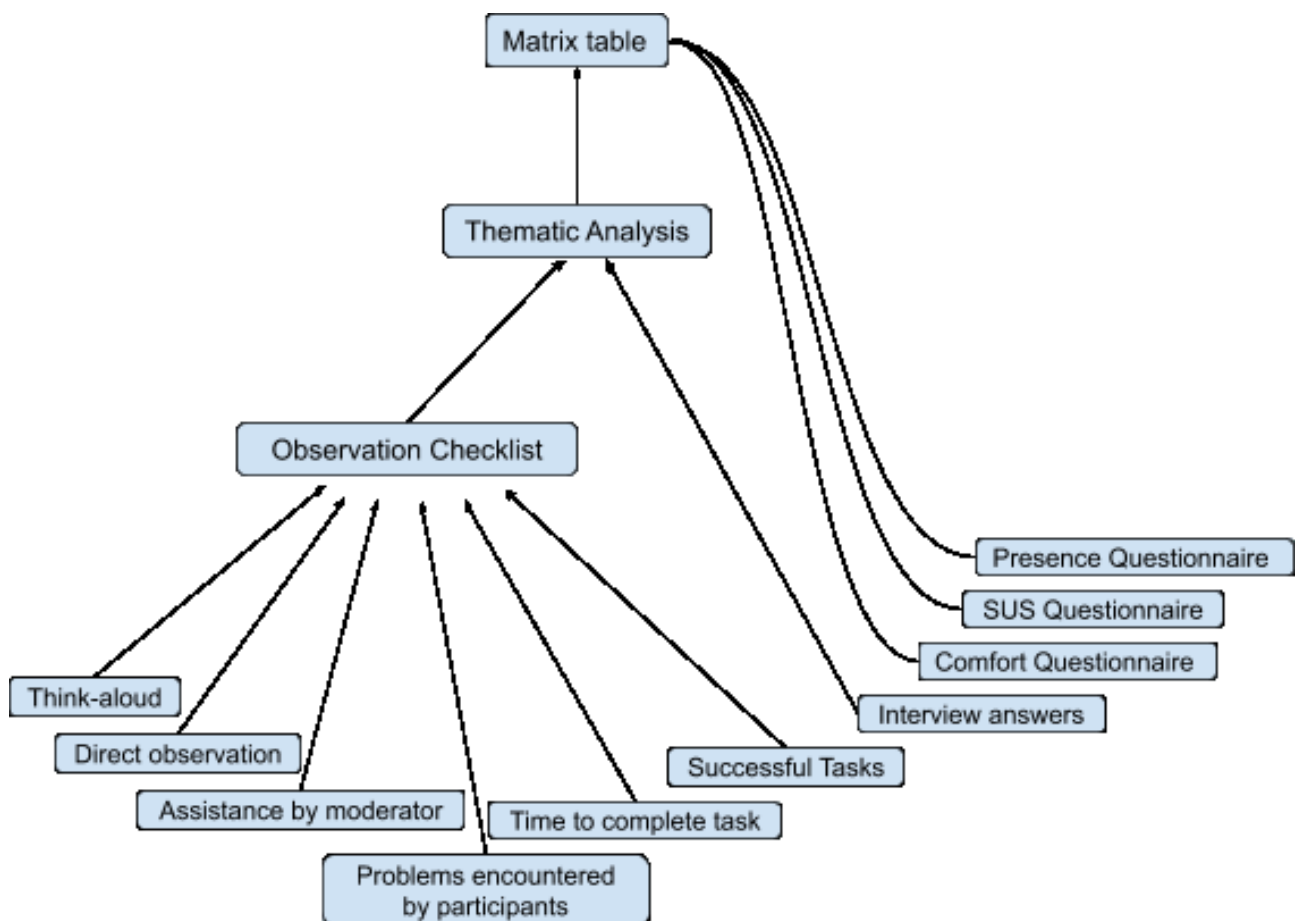 Matrix table
Thematic Analysis
Observation Checklist
Presence Questionnaire
SUS Questionnaire
Comfort Questionnaire
Think-aloud
Interview answers
Direct observation
Successful Tasks
Assistance by moderator
Time to complete task
Problems encountered
by participants